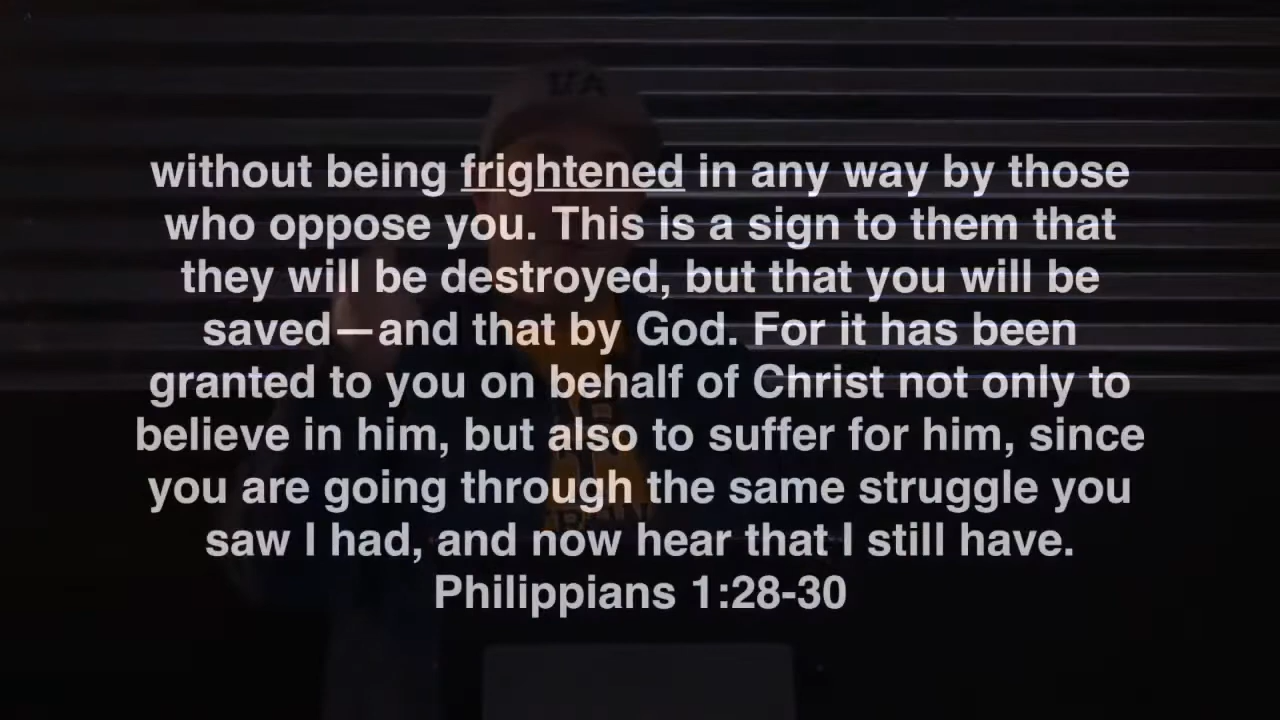 without being frightened in any way by those
who oppose you. This is a sign to them that
they will be destroyed, but that you will be
saved—and that by God. For it has been
granted to you on behalf of Christ not only to
believe in him, but also to suffer for him, since
you are going through the same struggle you
saw I had, and now hear that I still have.
Philippians 1:28-30